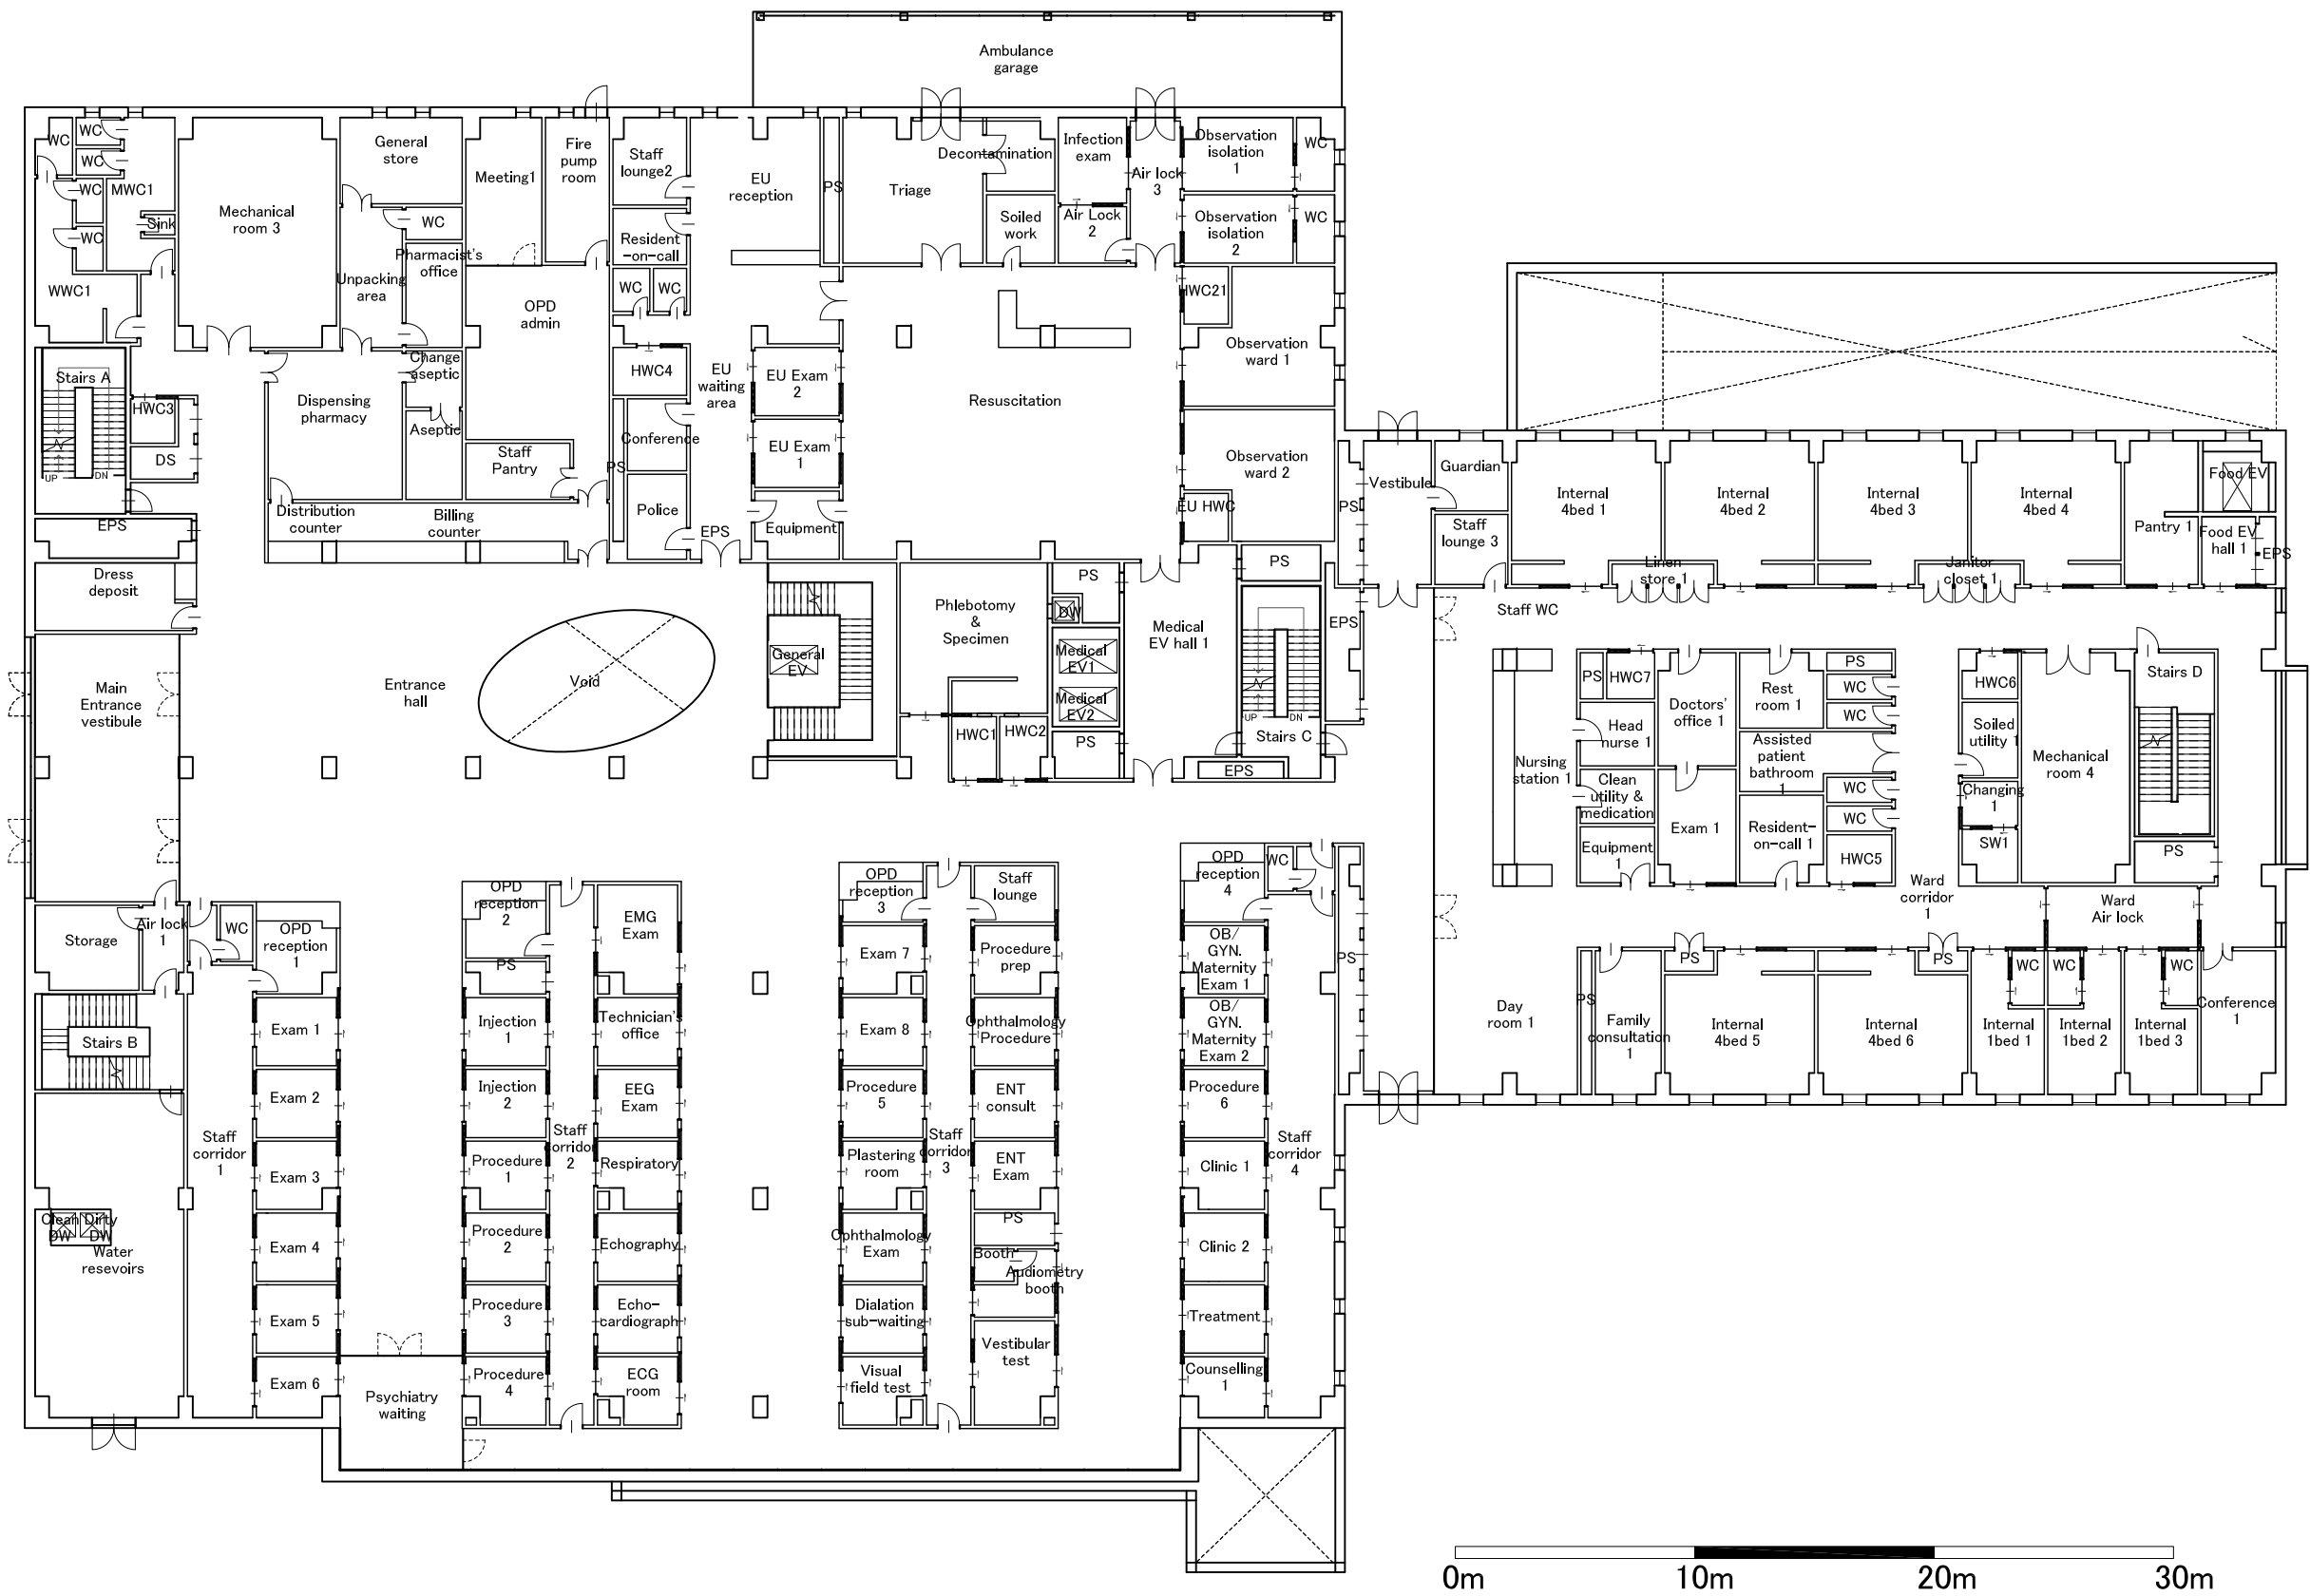 Ambulance
garage
WC
WC
WC
WC
WC
MWC1
Sink
WWC1
Mechanical
room 3
General
store
WC
Pharmacist's
office
Unpacking
area
Meeting1
Fire
pump
room
Staff
lounge2
Resident
-on-call
WC
WC
EU
reception
PS
Triage
Decontamination
Soiled
work
Infection
exam
Air Lock
2
Air lock
3
Observation
isolation
1
WC
Observation
isolation
2
WC
HWC21
Observation
ward 1
OPD
admin
Stairs A
UP
DN
HWC3
DS
Dispensing
pharmacy
Change
aseptic
Aseptic
Staff
Pantry
HWC4
Conference
PS
Police
EU
waiting
area
EU Exam
2
EU Exam
1
Equipment
EPS
Resuscitation
Observation
ward 2
EU HWC
PS
Vestibule
Guardian
Staff
lounge 3
Internal
4bed 1
Internal
4bed 2
Internal
4bed 3
Internal
4bed 4
Pantry 1
Food EV
Food EV
hall 1
EPS
Linen
store 1
Janitor
closet 1
EPS
Distribution
counter
Billing
counter
Dress
deposit
Main
Entrance
vestibule
Entrance
hall
Void
General
EV
Phlebotomy
&
Specimen
PS
DW
Medical
EV1
Medical
EV2
PS
HWC1
HWC2
Medical
EV hall 1
PS
EPS
UP
DN
Stairs C
EPS
Staff WC
Nursing
station 1
PS
HWC7
Head
nurse 1
Clean
utility &
medication
Equipment
1
Doctors'
office 1
Exam 1
Rest
room 1
Assisted
patient
bathroom
1
Resident-
on-call 1
PS
WC
WC
WC
WC
HWC5
HWC6
Soiled
utility 1
Changing
1
SW1
Mechanical
room 4
Stairs D
PS
Ward
corridor
1
Ward
Air lock
Storage
Air lock
1
WC
OPD
reception
1
OPD
reception
2
PS
EMG
Exam
OPD
reception
3
Staff
lounge
OPD
reception
4
WC
PS
Stairs B
Staff
corridor
1
Exam 1
Exam 2
Exam 3
Exam 4
Exam 5
Exam 6
Clean
DW
Dirty
DW
Water
resevoirs
Psychiatry
waiting
Injection
1
Injection
2
Procedure
1
Procedure
2
Procedure
3
Procedure
4
Staff
corridor
2
Technician's
office
EEG
Exam
Respiratory
Echography
Echo-
cardiograph
ECG
room
Exam 7
Exam 8
Procedure
5
Plastering
room
Ophthalmology
Exam
Dialation
sub-waiting
Visual
field test
Staff
corridor
3
Procedure
prep
Ophthalmology
Procedure
ENT
consult
ENT
Exam
PS
Booth
Audiometry
booth
Vestibular
test
OB/
GYN.
Maternity
Exam 1
OB/
GYN.
Maternity
Exam 2
Procedure
6
Clinic 1
Clinic 2
Treatment
Counselling
1
Staff
corridor
4
Day
room 1
PS
Family
consultation
1
PS
Internal
4bed 5
Internal
4bed 6
PS
Internal
1bed 1
WC
WC
Internal
1bed 2
Internal
1bed 3
WC
Conference
1
0m
10m
20m
30m